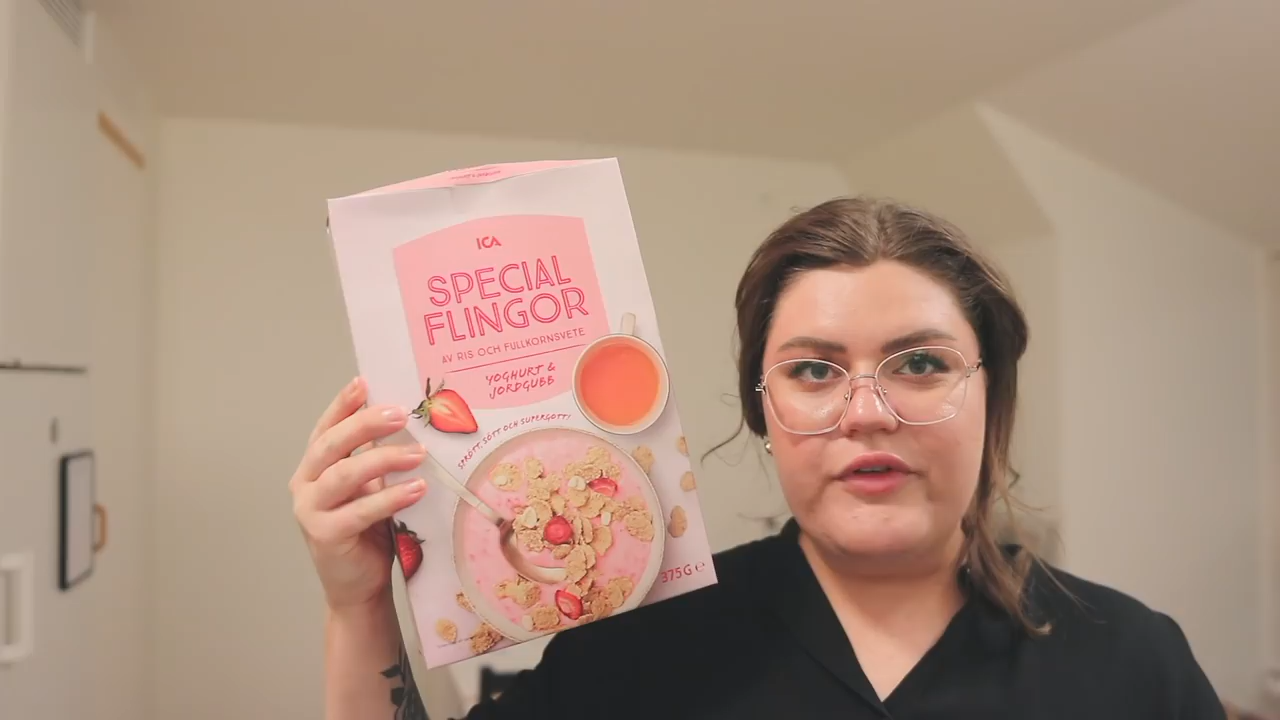 ICA
SPECIAL
FLINGOR
AV RIS OCH FULLKORNSVETE
YOGHURT &
JORDGUBB
SPRÖTT, SÖTT OCH SUPERGOTT!
375G e